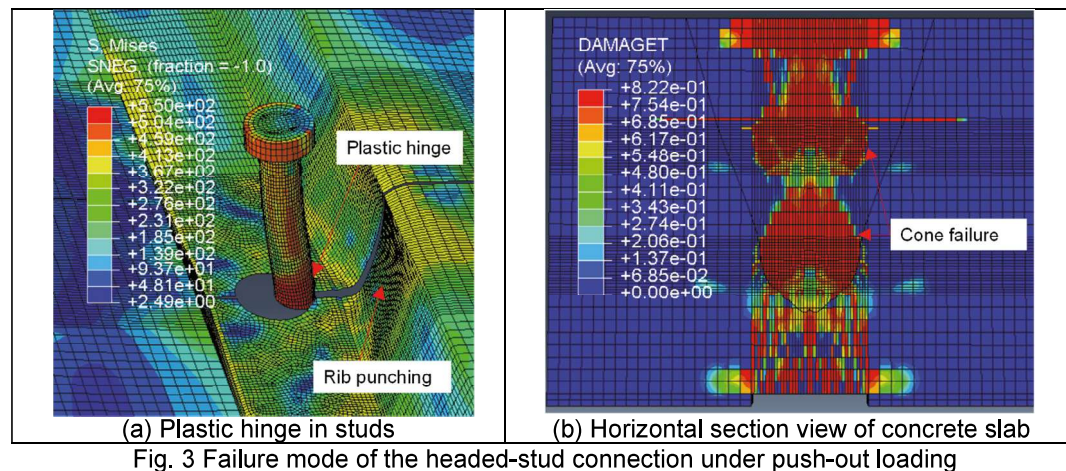 S, Mises
SNEG, (fraction = -1.0)
(Avg: 75%)
+5.50e+02
+5.04e+02
+4.59e+02
+4.13e+02
+3.67e+02
+3.22e+02
+2.76e+02
+2.31e+02
+1.85e+02
+1.39e+02
+9.37e+01
+4.81e+01
+2.49e+00
Plastic hinge
Rib punching
(a) Plastic hinge in studs
DAMAGET
(Avg: 75%)
+8.22e-01
+7.54e-01
+6.85e-01
+6.17e-01
+5.48e-01
+4.80e-01
+4.11e-01
+3.43e-01
+2.74e-01
+2.06e-01
+1.37e-01
+6.85e-02
+0.00e+00
Cone failure
(b) Horizontal section view of concrete slab
Fig. 3 Failure mode of the headed-stud connection under push-out loading